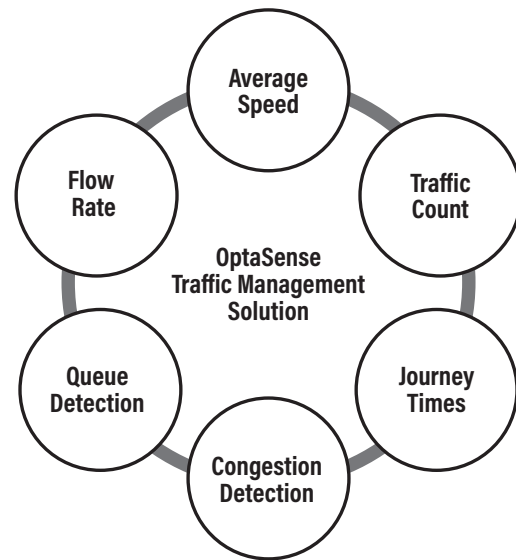 Average
Speed
Flow
Rate
Traffic
Count
OptaSense
Traffic Management
Solution
Queue
Detection
Journey
Times
Congestion
Detection